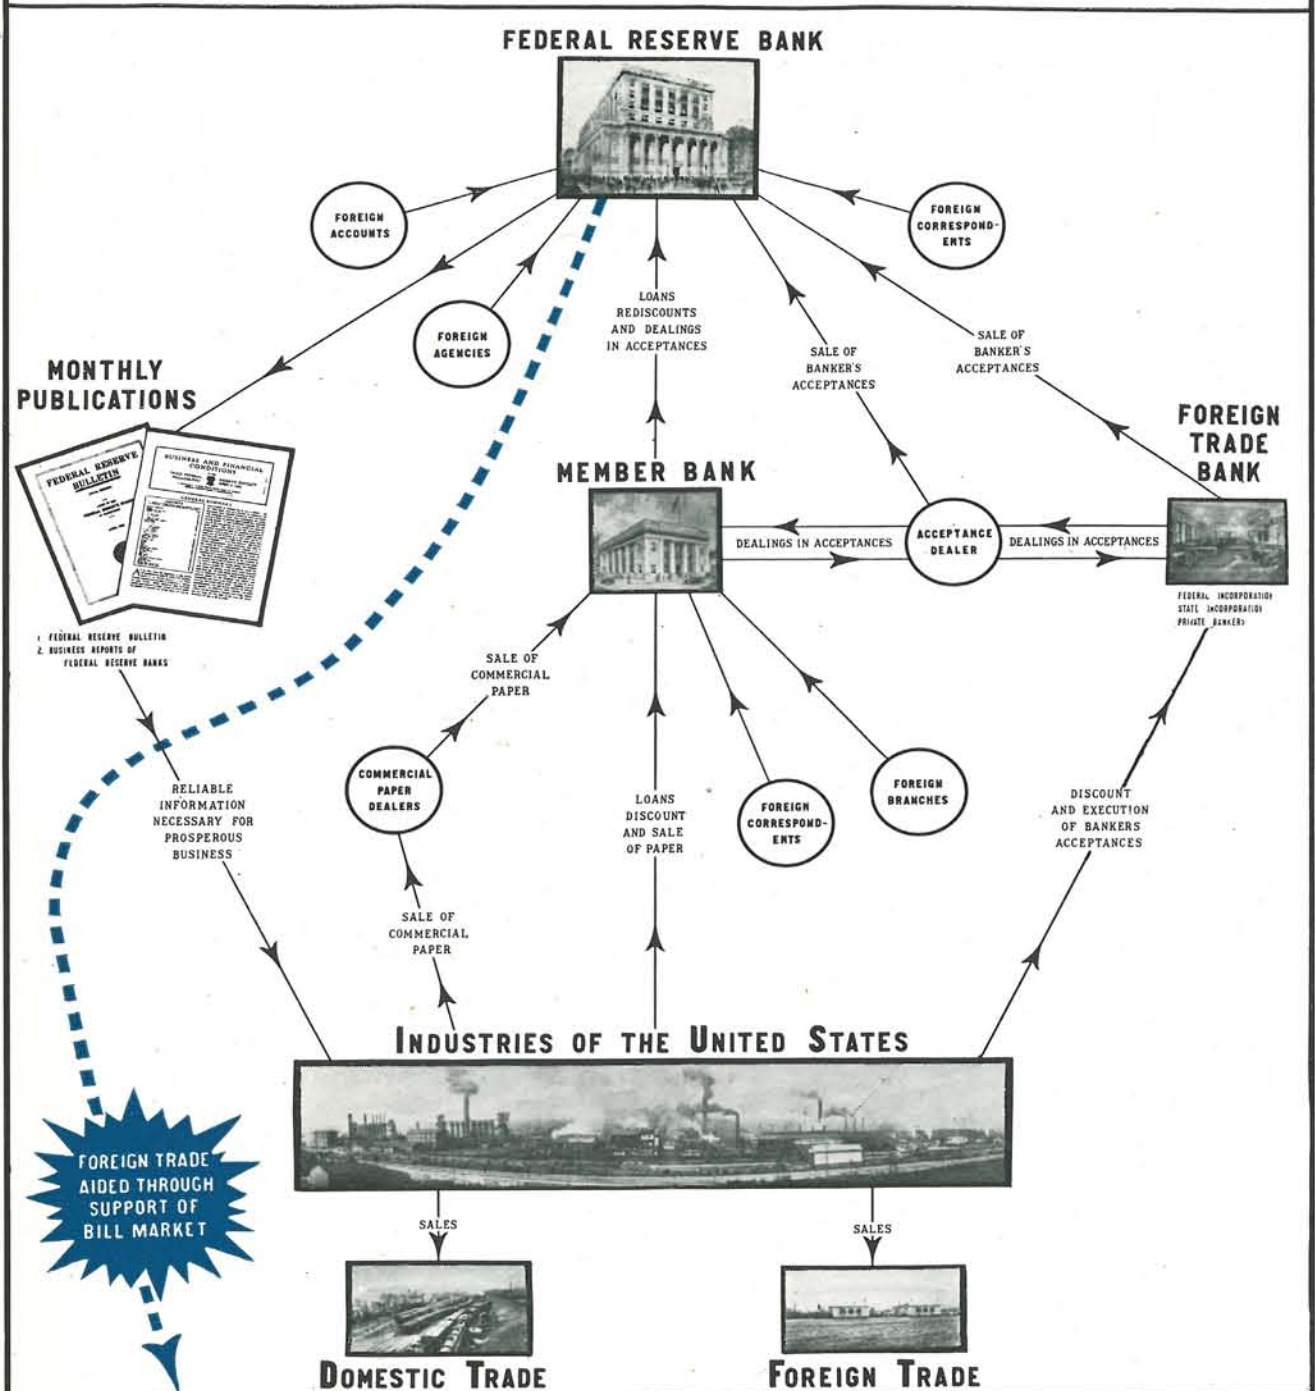 FEDERAL RESERVE BANK
FOREIGN
ACCOUNTS
FOREIGN
CORRESPOND-
ENTS
FOREIGN
AGENCIES
LOANS
REDISCOUNTS
AND DEALINGS
IN ACCEPTANCES
SALE OF
BANKER'S
ACCEPTANCES
SALE OF
BANKER'S
ACCEPTANCES
MONTHLY
PUBLICATIONS
FEDERAL RESERVE
BULLETIN
BUSINESS AND FINANCIAL
CONDITIONS
MEMBER BANK
FOREIGN
TRADE
BANK
DEALINGS IN ACCEPTANCES
ACCEPTANCE
DEALER
DEALINGS IN ACCEPTANCES
FEDERAL INCORPORATION
STATE INCORPORATION
PRIVATE BANKERS
1 FEDERAL RESERVE BULLETIN
2. BUSINESS REPORTS OF
FEDERAL RESERVE BANKS
SALE OF
COMMERCIAL
PAPER
COMMERCIAL
PAPER
DEALERS
RELIABLE
INFORMATION
NECESSARY FOR
PROSPEROUS
BUSINESS
LOANS
DISCOUNT
AND SALE
OF PAPER
FOREIGN
CORRESPOND-
ENTS
FOREIGN
BRANCHES
DISCOUNT
AND EXECUTION
OF BANKERS
ACCEPTANCES
SALE OF
COMMERCIAL
PAPER
INDUSTRIES OF THE UNITED STATES
FOREIGN TRADE
AIDED THROUGH
SUPPORT OF
BILL MARKET
SALES
SALES
DOMESTIC TRADE
FOREIGN TRADE